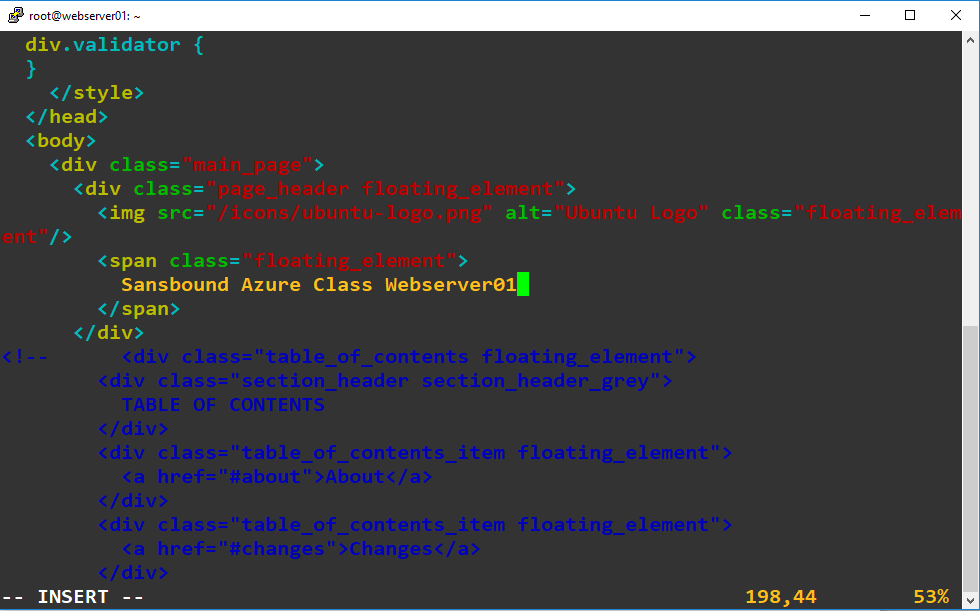 root@webserver01: ~
div.validator {
}
</style>
</head>
<body>
<div class="main_page">
<div class="page_header floating_element">
<img src="/icons/ubuntu-logo.png" alt="Ubuntu Logo" class="floating_elem
ent"/>
<span class="floating_element">
Sansbound Azure Class Webserver01
</span>
</div>
<!--      <div class="table_of_contents floating_element">
<div class="section_header section_header_grey">
TABLE OF CONTENTS
</div>
<div class="table_of_contents_item floating_element">
<a href="#about">About</a>
</div>
<div class="table_of_contents_item floating_element">
<a href="#changes">Changes</a>
</div>
-- INSERT -- 198,44 53%